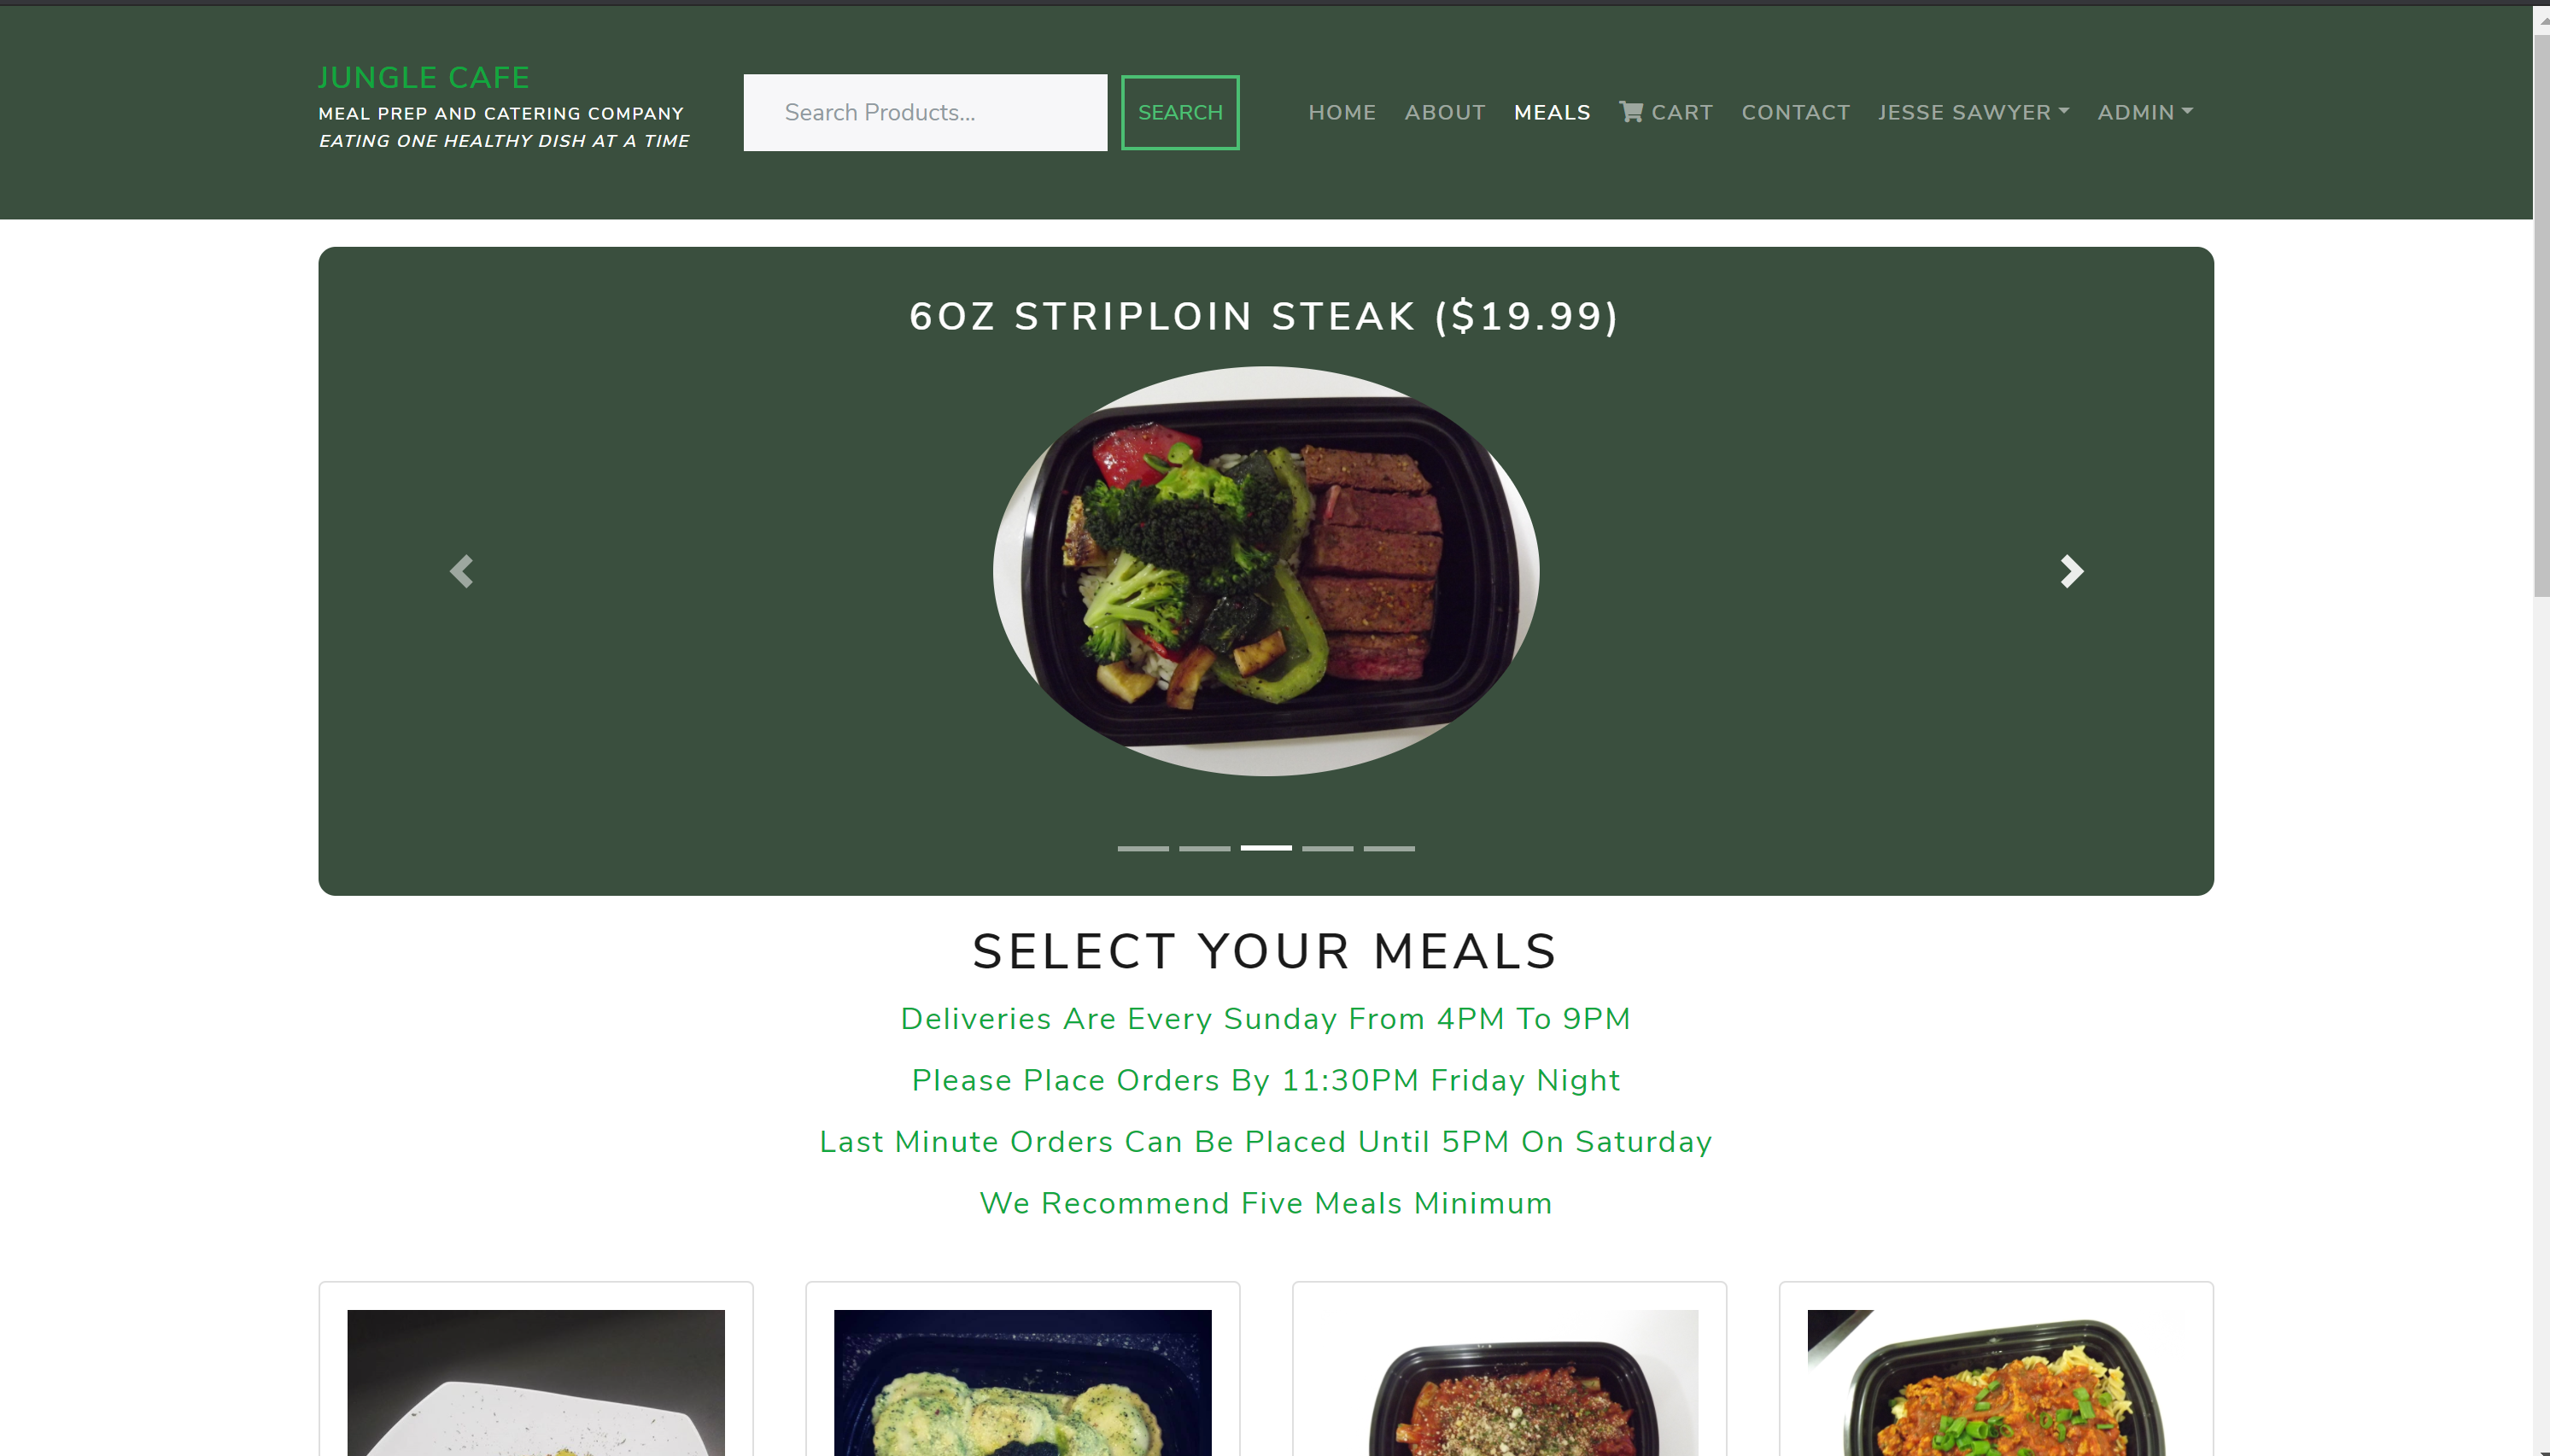 JUNGLE CAFE
MEAL PREP AND CATERING COMPANY
EATING ONE HEALTHY DISH AT A TIME
Search Products...
SEARCH
HOME ABOUT MEALS CART CONTACT JESSE SAWYER ADMIN
6OZ STRIPLOIN STEAK ($19.99)
SELECT YOUR MEALS
Deliveries Are Every Sunday From 4PM To 9PM
Please Place Orders By 11:30PM Friday Night
Last Minute Orders Can Be Placed Until 5PM On Saturday
We Recommend Five Meals Minimum